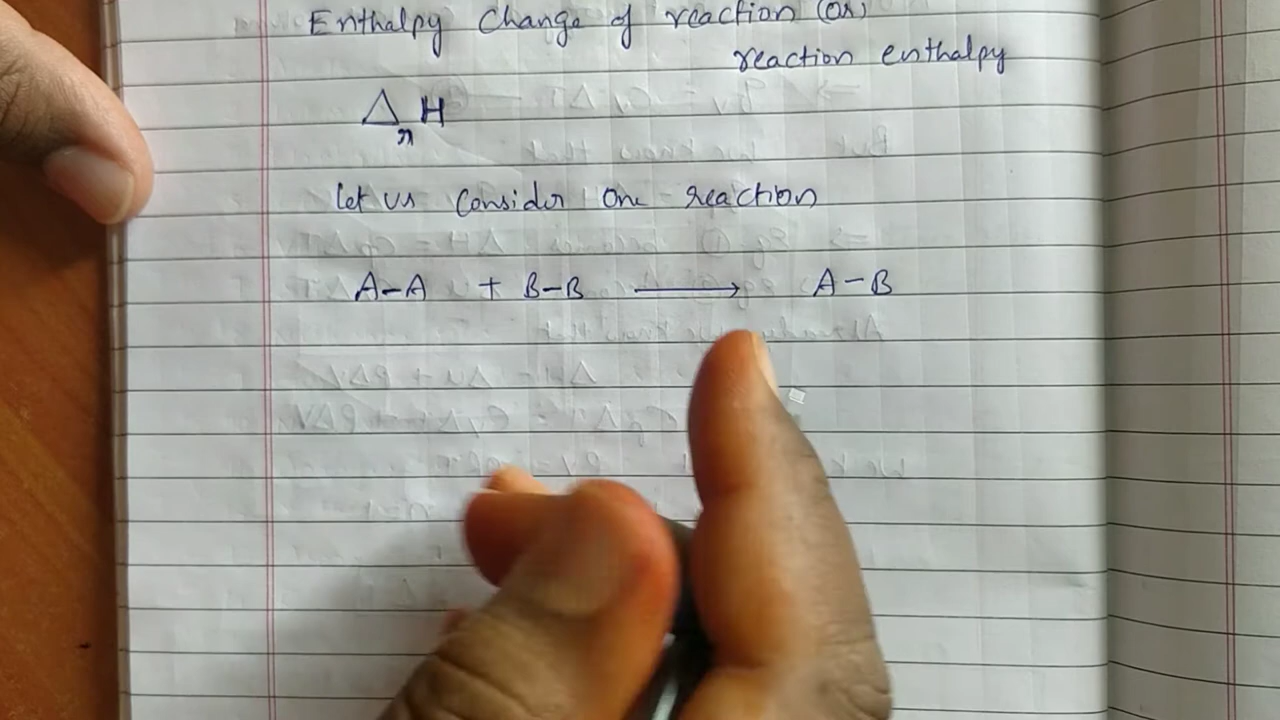 Enthalpy Change of reaction (or)
reaction enthalpy
ΔrH
let us Consider One reaction
A-A + B-B ⟶ A-B